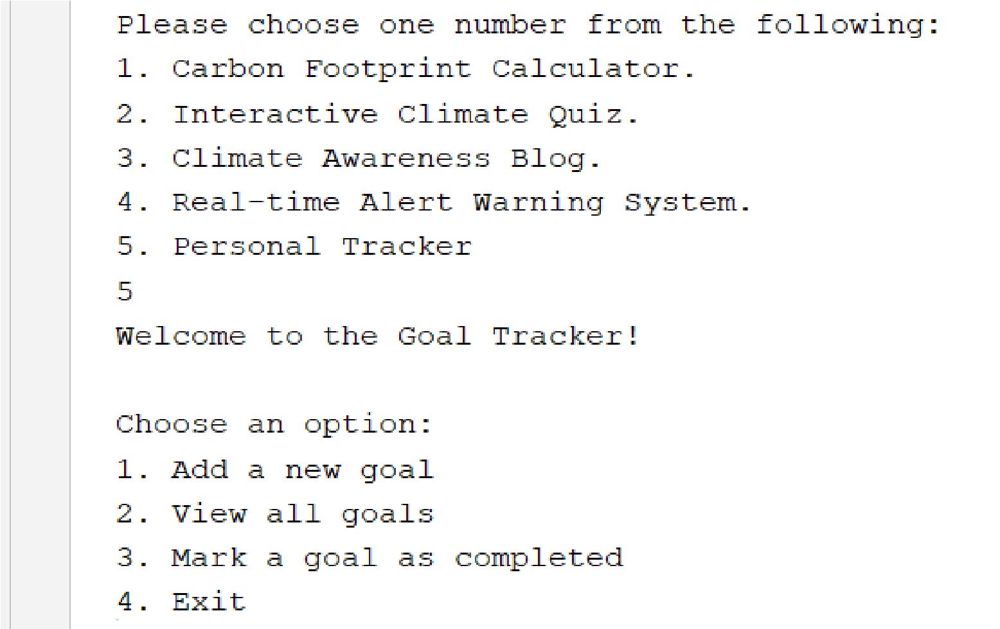 Please choose one number from the following:
1. Carbon Footprint Calculator.
2. Interactive Climate Quiz.
3. Climate Awareness Blog.
4. Real-time Alert Warning System.
5. Personal Tracker
5
Welcome to the Goal Tracker!
Choose an option:
1. Add a new goal
2. View all goals
3. Mark a goal as completed
4. Exit